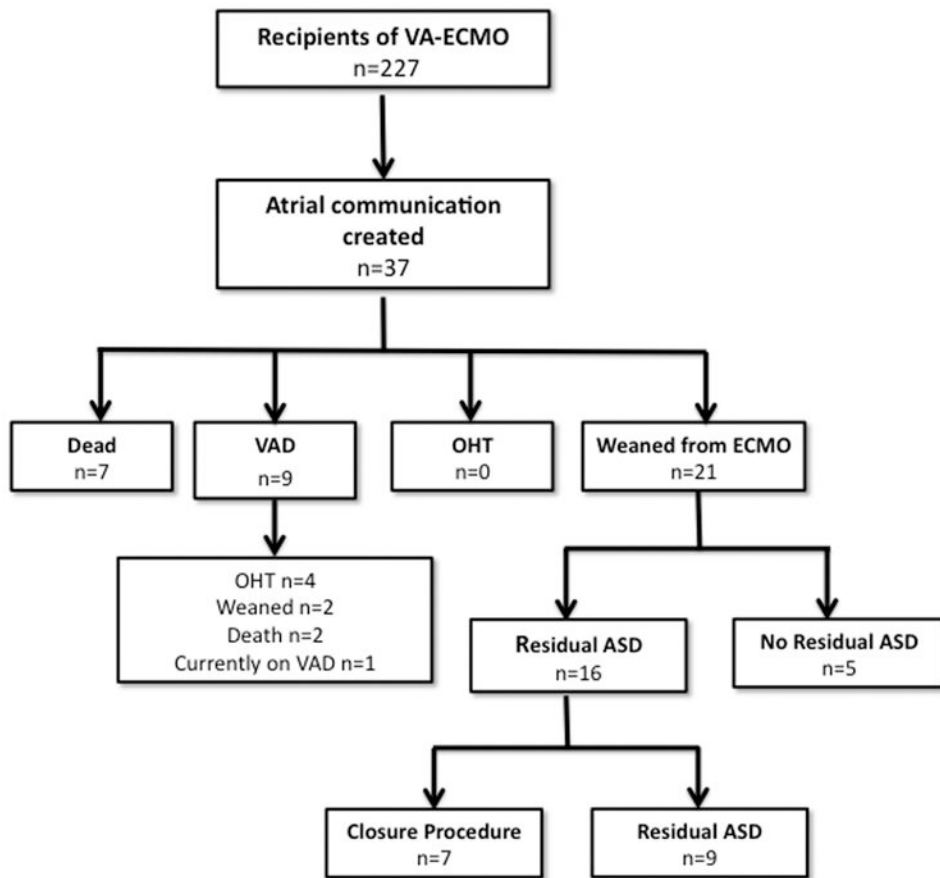 Recipients of VA-ECMO
n=227
Atrial communication
created
n=37
Dead
n=7
VAD
n=9
OHT
n=0
Weaned from ECMO
n=21
OHT n=4
Weaned n=2
Death n=2
Currently on VAD n=1
Residual ASD
n=16
No Residual ASD
n=5
Closure Procedure
n=7
Residual ASD
n=9